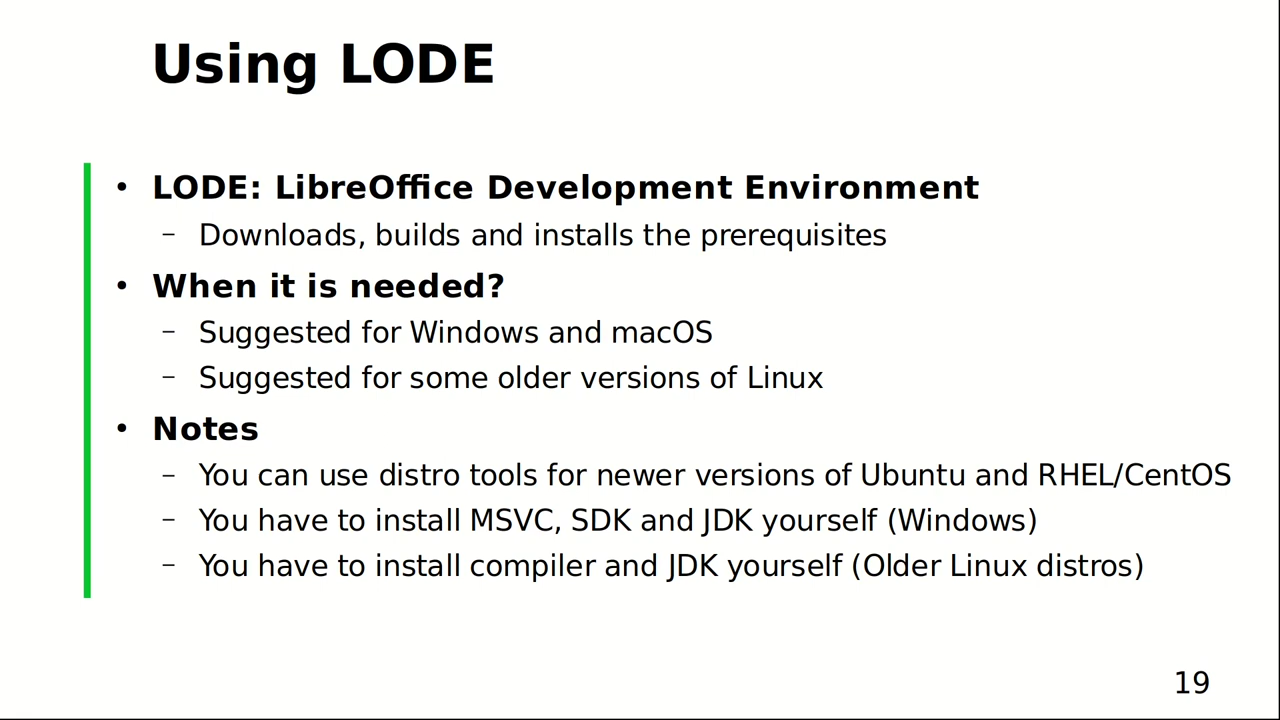 Using LODE
• LODE: LibreOffice Development Environment
– Downloads, builds and installs the prerequisites
• When it is needed?
– Suggested for Windows and macOS
– Suggested for some older versions of Linux
• Notes
– You can use distro tools for newer versions of Ubuntu and RHEL/CentOS
– You have to install MSVC, SDK and JDK yourself (Windows)
– You have to install compiler and JDK yourself (Older Linux distros)
19